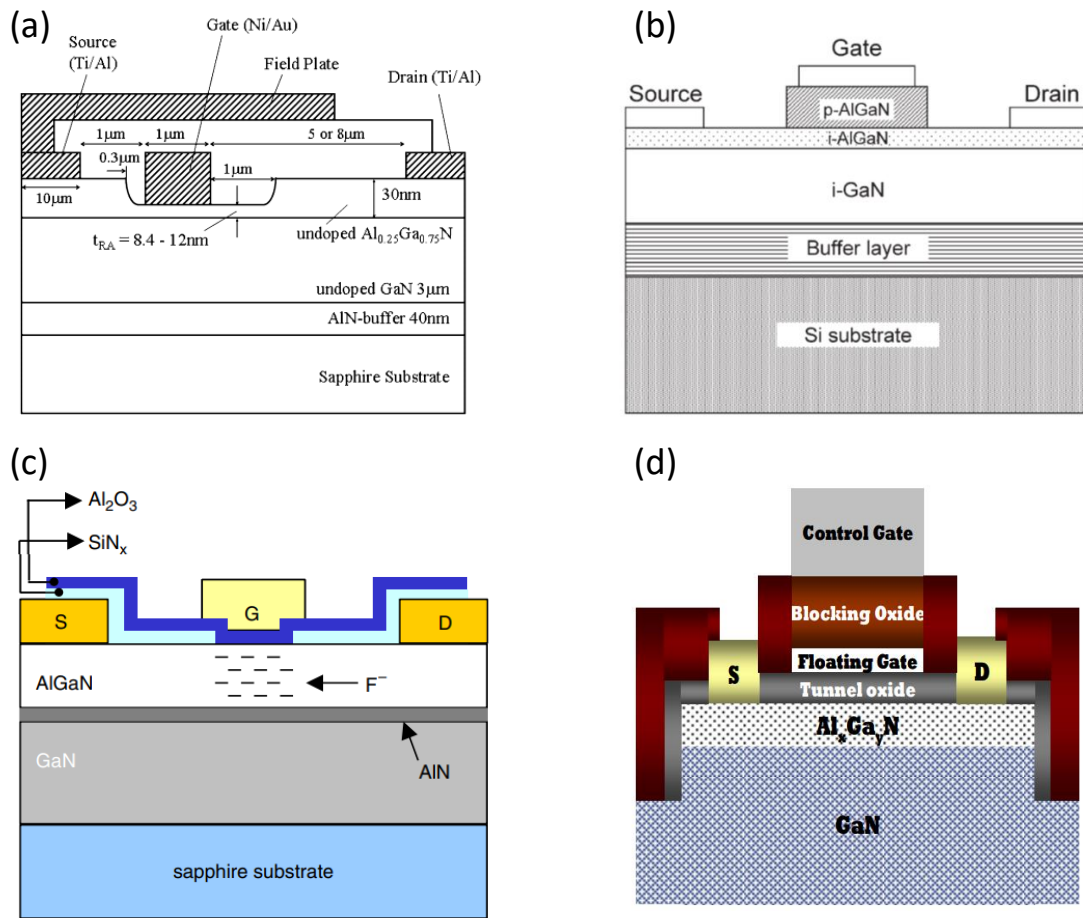 (a)
Gate (Ni/Au)
Source
(Ti/Al)
Field Plate
Drain (Ti/Al)
1μm
1μm
5 or 8μm
0.3μm
1μm
10μm
30nm
t_RA = 8.4 - 12nm
undoped Al0.25Ga0.75N
undoped GaN 3μm
AlN-buffer 40nm
Sapphire Substrate
(b)
Gate
Source
Drain
p-AlGaN
i-AlGaN
i-GaN
Buffer layer
Si substrate
(c)
Al2O3
SiNx
G
S
D
AlGaN
F−
GaN
AlN
sapphire substrate
(d)
Control Gate
Blocking Oxide
Floating Gate
S
D
Tunnel oxide
AlxGayN
GaN